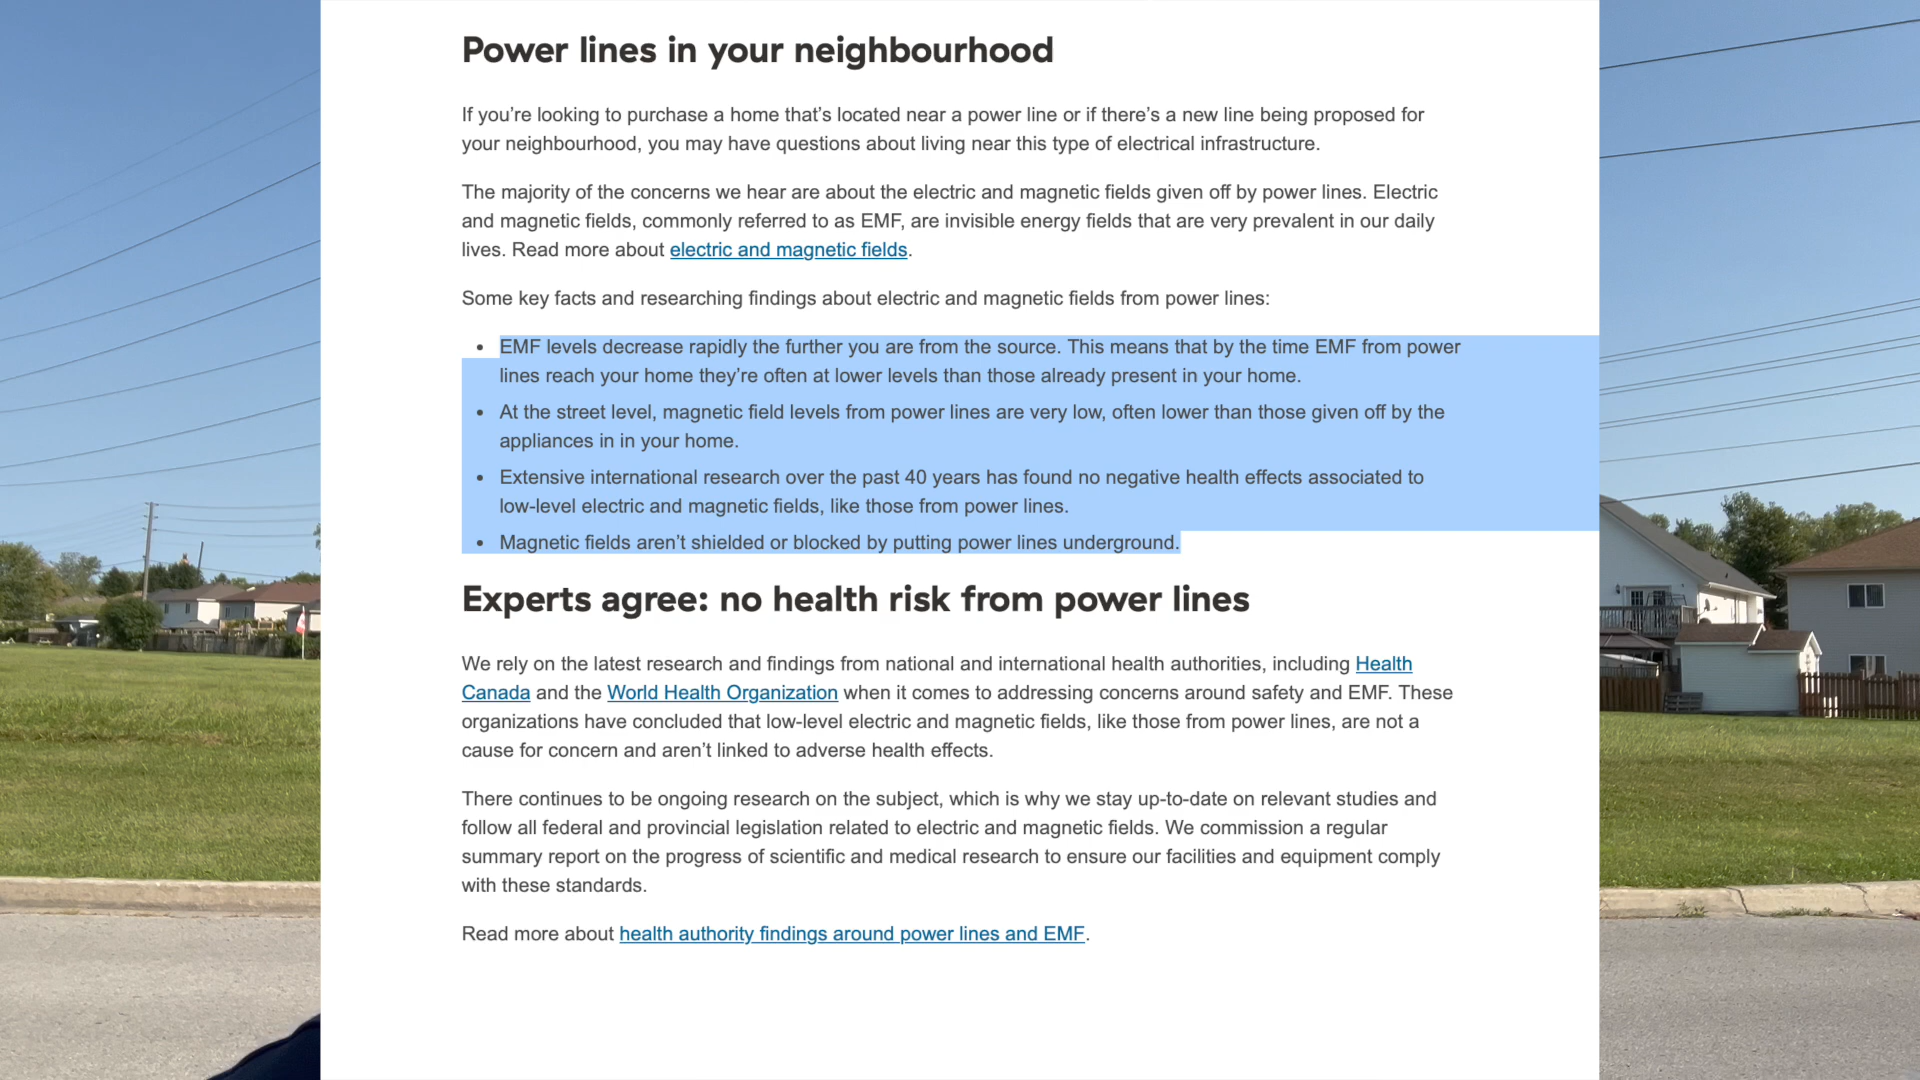 Power lines in your neighbourhood
If you’re looking to purchase a home that’s located near a power line or if there’s a new line being proposed for
your neighbourhood, you may have questions about living near this type of electrical infrastructure.
The majority of the concerns we hear are about the electric and magnetic fields given off by power lines. Electric
and magnetic fields, commonly referred to as EMF, are invisible energy fields that are very prevalent in our daily
lives. Read more about electric and magnetic fields.
Some key facts and researching findings about electric and magnetic fields from power lines:
• EMF levels decrease rapidly the further you are from the source. This means that by the time EMF from power
lines reach your home they’re often at lower levels than those already present in your home.
• At the street level, magnetic field levels from power lines are very low, often lower than those given off by the
appliances in in your home.
• Extensive international research over the past 40 years has found no negative health effects associated to
low-level electric and magnetic fields, like those from power lines.
• Magnetic fields aren’t shielded or blocked by putting power lines underground.
Experts agree: no health risk from power lines
We rely on the latest research and findings from national and international health authorities, including Health
Canada and the World Health Organization when it comes to addressing concerns around safety and EMF. These
organizations have concluded that low-level electric and magnetic fields, like those from power lines, are not a
cause for concern and aren’t linked to adverse health effects.
There continues to be ongoing research on the subject, which is why we stay up-to-date on relevant studies and
follow all federal and provincial legislation related to electric and magnetic fields. We commission a regular
summary report on the progress of scientific and medical research to ensure our facilities and equipment comply
with these standards.
Read more about health authority findings around power lines and EMF.